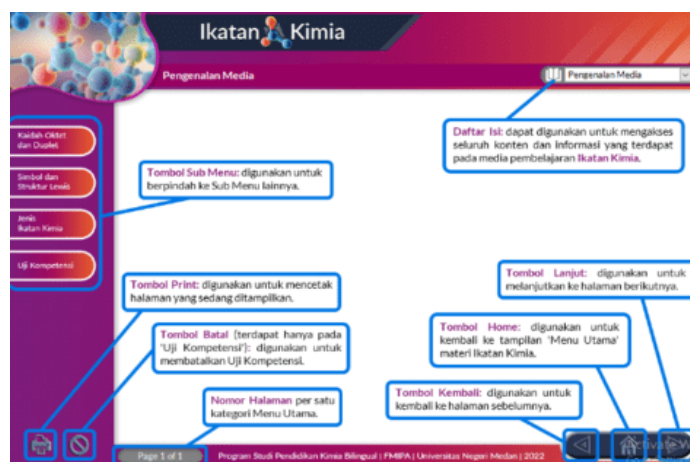 Ikatan Kimia
Pengenalan Media
Pengenalan Media
Kaidah Oktet
dan Duplet
Simbol dan
Struktur Lewis
Jenis
Ikatan Kimia
Uji Kompetensi
Daftar Isi: dapat digunakan untuk mengakses
seluruh konten dan informasi yang terdapat
pada media pembelajaran Ikatan Kimia.
Tombol Sub Menu: digunakan untuk
berpindah ke Sub Menu lainnya.
Tombol Print: digunakan untuk mencetak
halaman yang sedang ditampilkan.
Tombol Batal (terdapat hanya pada
'Uji Kompetensi'): digunakan untuk
membatalkan Uji Kompetensi.
Nomor Halaman per satu
kategori Menu Utama.
Tombol Lanjut: digunakan untuk
melanjutkan ke halaman berikutnya.
Tombol Home: digunakan untuk
kembali ke tampilan 'Menu Utama'
materi Ikatan Kimia.
Tombol Kembali: digunakan untuk
kembali ke halaman sebelumnya.
Page 1 of 1
Program Studi Pendidikan Kimia Bilingual | FMIPA | Universitas Negeri Medan | 2022